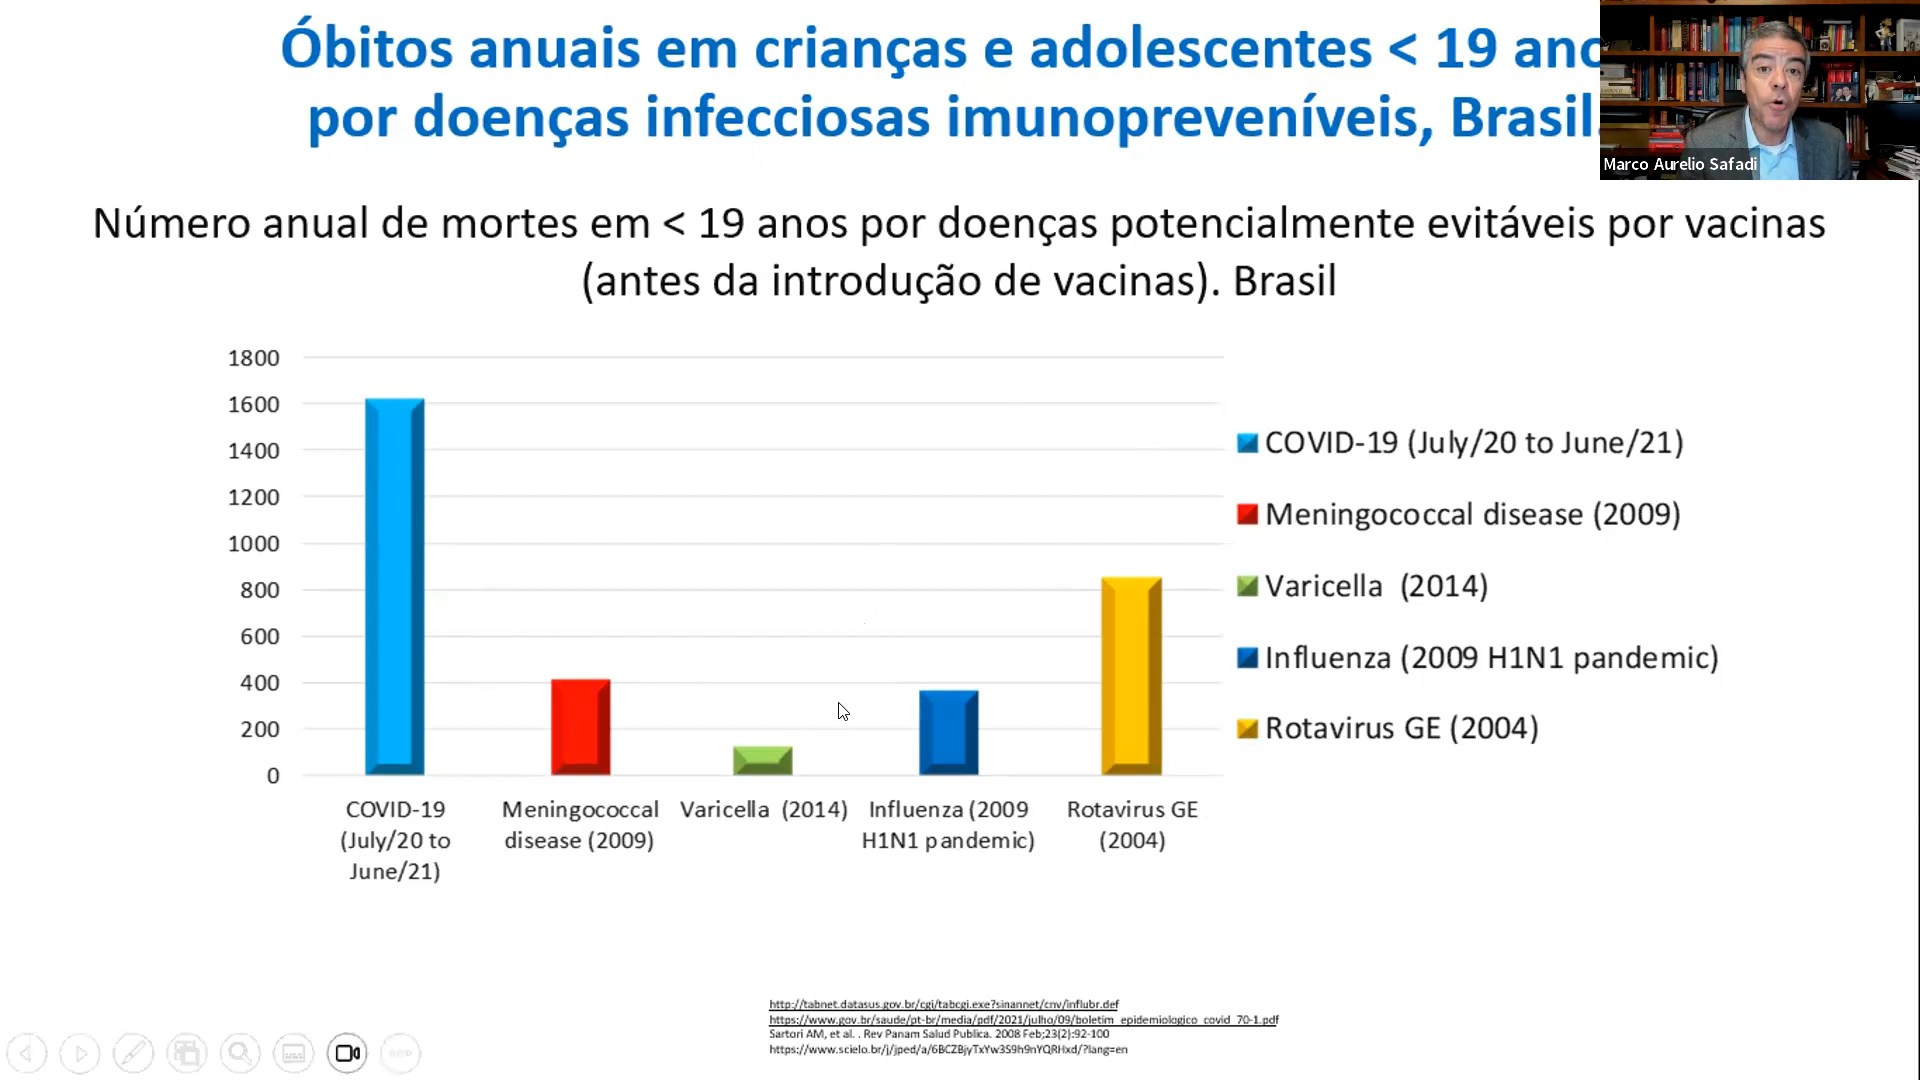 Óbitos anuais em crianças e adolescentes < 19 ano
por doenças infecciosas imunopreveníveis, Brasil.
Marco Aurelio Safadi
Número anual de mortes em < 19 anos por doenças potencialmente evitáveis por vacinas
(antes da introdução de vacinas). Brasil
1800
1600
1400
1200
1000
800
600
400
200
0
COVID-19
(July/20 to
June/21)
Meningococcal
disease (2009)
Varicella (2014)
Influenza (2009
H1N1 pandemic)
Rotavirus GE
(2004)
COVID-19 (July/20 to June/21)
Meningococcal disease (2009)
Varicella (2014)
Influenza (2009 H1N1 pandemic)
Rotavirus GE (2004)
http://tabnet.datasus.gov.br/cgi/tabcgi.exe?sinannet/cnv/influbr.def
https://www.gov.br/saude/pt-br/media/pdf/2021/julho/09/boletim_epidemiologico_covid_70-1.pdf
Sartori AM, et al. . Rev Panam Salud Publica. 2008 Feb;23(2):92-100
https://www.scielo.br/j/jped/a/6BCZBjyTxYw3S9h9nYQRHxd/?lang=en